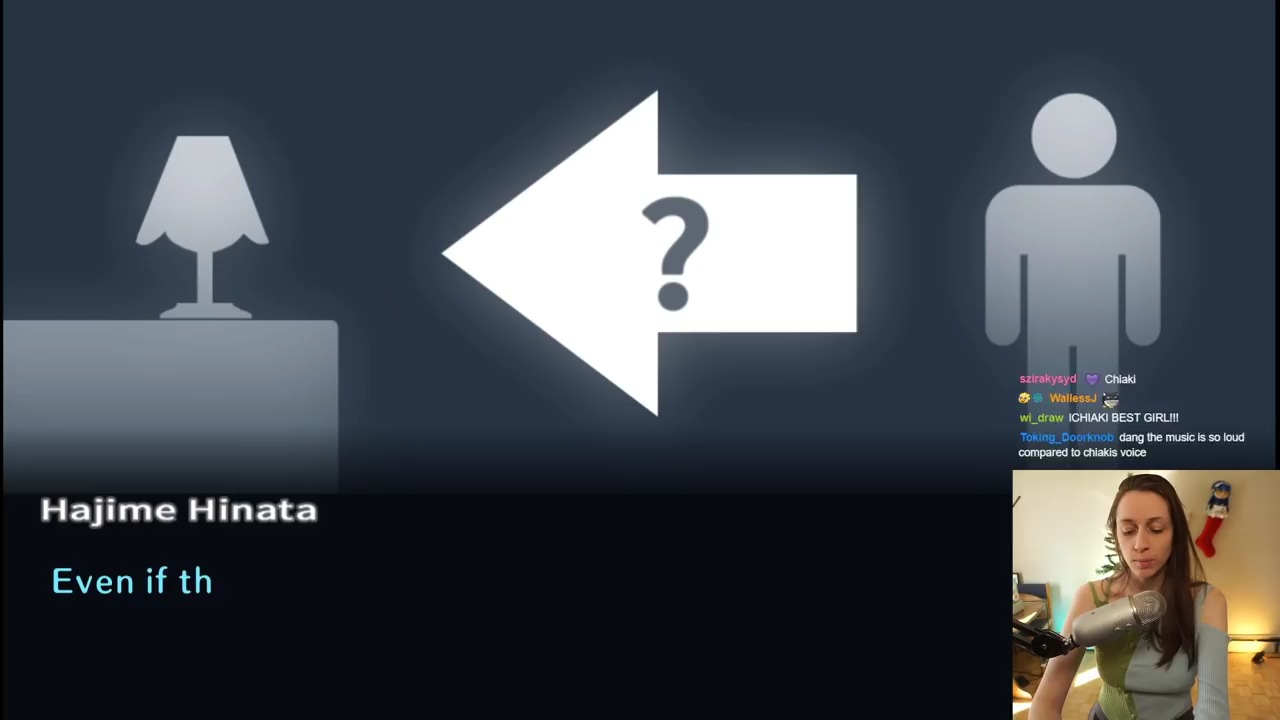 ?
szirakysyd 💜 Chiaki
WallessJ
wi_draw ICHIAKI BEST GIRL!!!
Toking_Doorknob dang the music is so loud
compared to chiakis voice
Hajime Hinata
Even if th